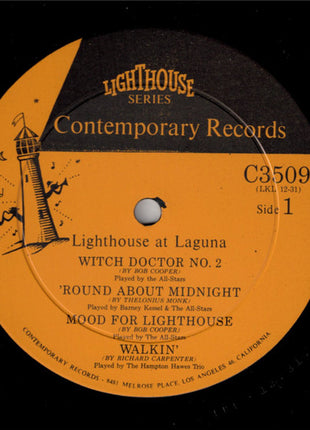 LIGHTHOUSE
SERIES
Contemporary Records
C3509
(LKL-12-31)
Side 1
Lighthouse at Laguna
WITCH DOCTOR NO. 2
(BY BOB COOPER)
Played by the All-Stars
'ROUND ABOUT MIDNIGHT
(BY THELONIUS MONK)
Played by Barney Kessel & The All-Stars
MOOD FOR LIGHTHOUSE
(BY BOB COOPER)
Played by The All-Stars
WALKIN'
(BY RICHARD CARPENTER)
Played by The Hampton Hawes Trio
CONTEMPORARY RECORDS - 8481 MELROSE PLACE, LOS ANGELES 46, CALIFORNIA